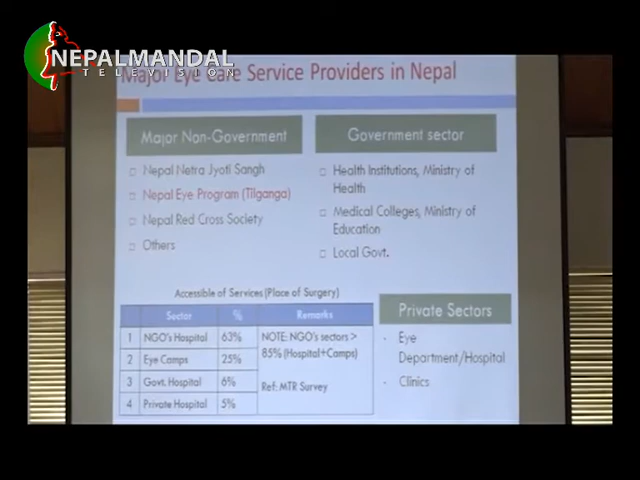 NEPALMANDAL
TELEVISION
Major Eye Care Service Providers in Nepal
Major Non-Government
Nepal Netra Jyoti Sangh
Nepal Eye Program (Tilganga)
Nepal Red Cross Society
Others
Government sector
Health Institutions, Ministry of
Health
Medical Colleges, Ministry of
Education
Local Govt.
Accessible of Services (Place of Surgery)
Sector % Remarks
1 NGO's Hospital 63%
2 Eye Camps 25%
3 Govt. Hospital 6%
4 Private Hospital 5%
NOTE: NGO's sectors >
85% (Hospital+Camps)
Ref: MTR Survey
Private Sectors
- Eye
Department/Hospital
- Clinics